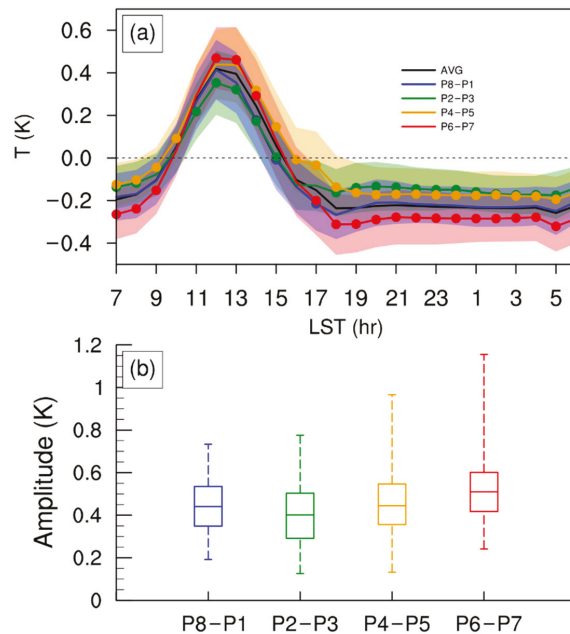 (a)
T (K)
0.6
0.4
0.2
0.0
−0.2
−0.4
AVG
P8−P1
P2−P3
P4−P5
P6−P7
7 9 11 13 15 17 19 21 23 1 3 5
LST (hr)
(b)
Amplitude (K)
1.2
1
0.8
0.6
0.4
0.2
0
P8−P1 P2−P3 P4−P5 P6−P7